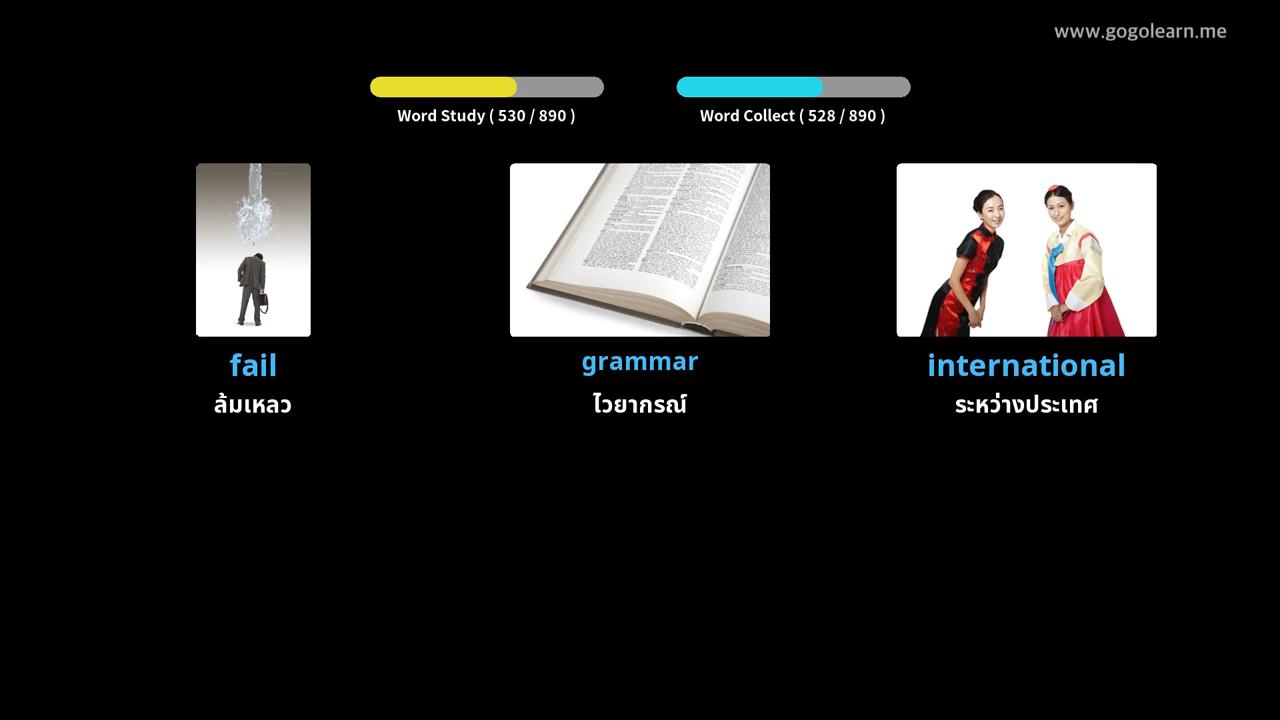 www.gogolearn.me
Word Study ( 530 / 890 )
Word Collect ( 528 / 890 )
fail
grammar
international
ล้มเหลว
ไวยากรณ์
ระหว่างประเทศ